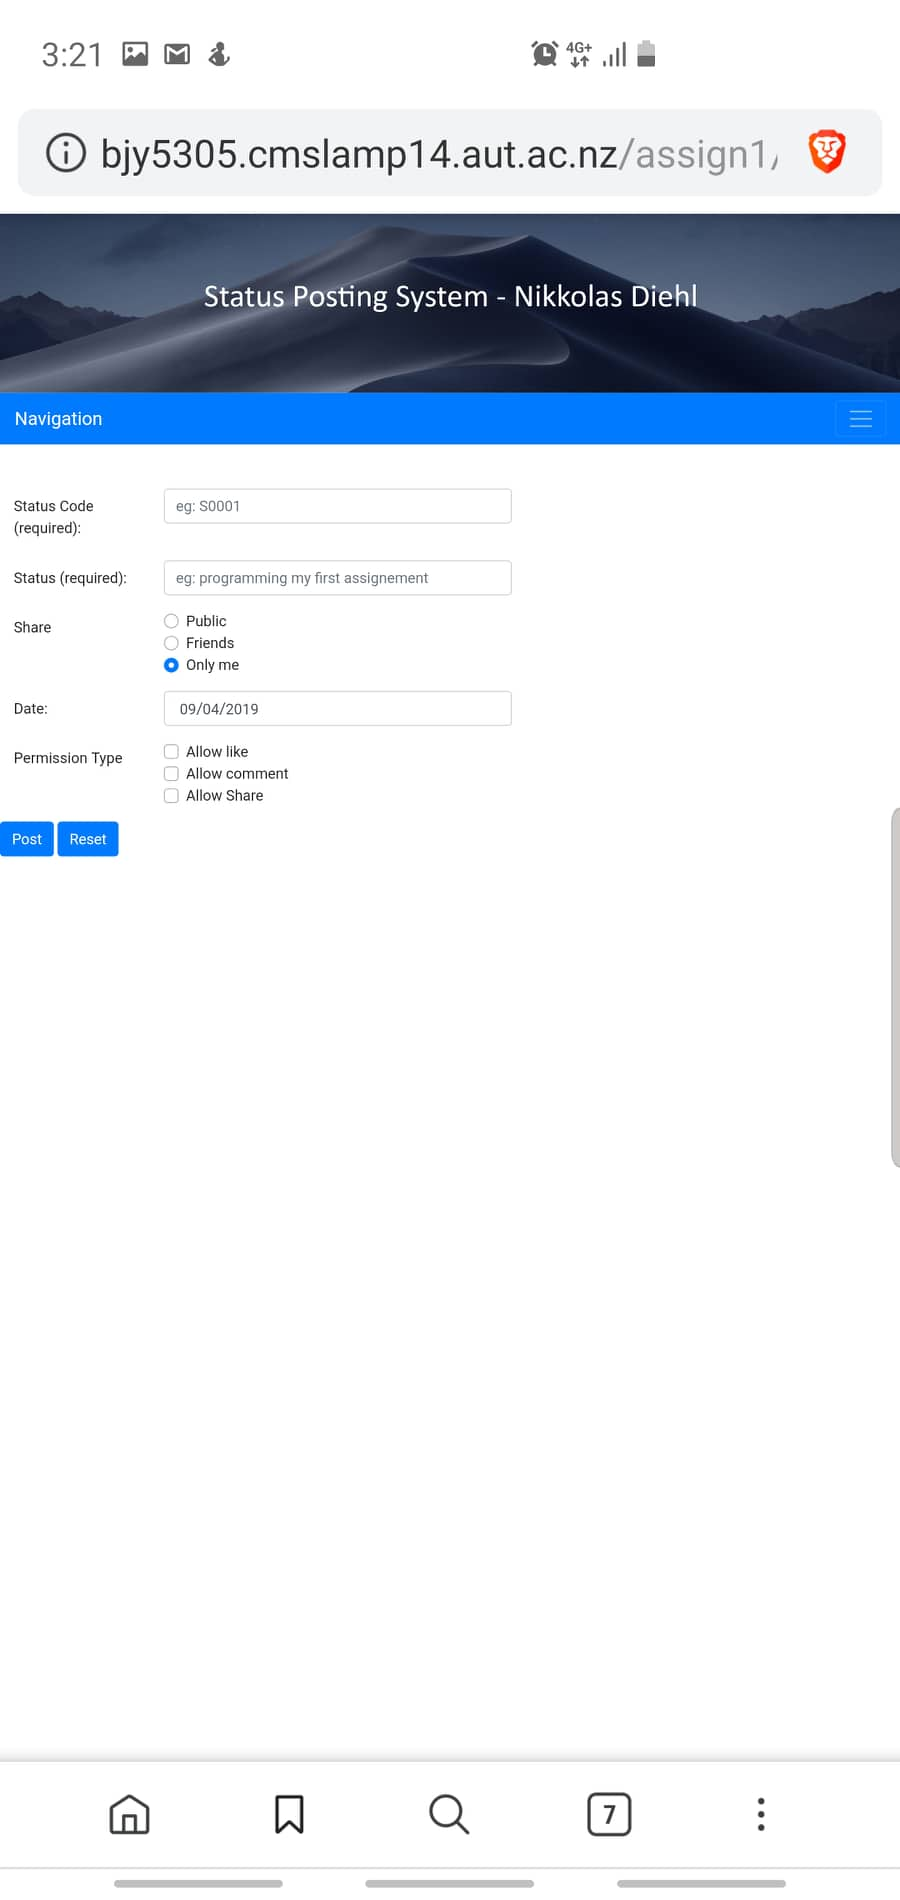 3:21
4G+
bjy5305.cmslamp14.aut.ac.nz/assign1/
Status Posting System - Nikkolas Diehl
Navigation
Status Code
(required):
eg: S0001
Status (required):
eg: programming my first assignement
Share
Public
Friends
Only me
Date:
09/04/2019
Permission Type
Allow like
Allow comment
Allow Share
Post Reset
7